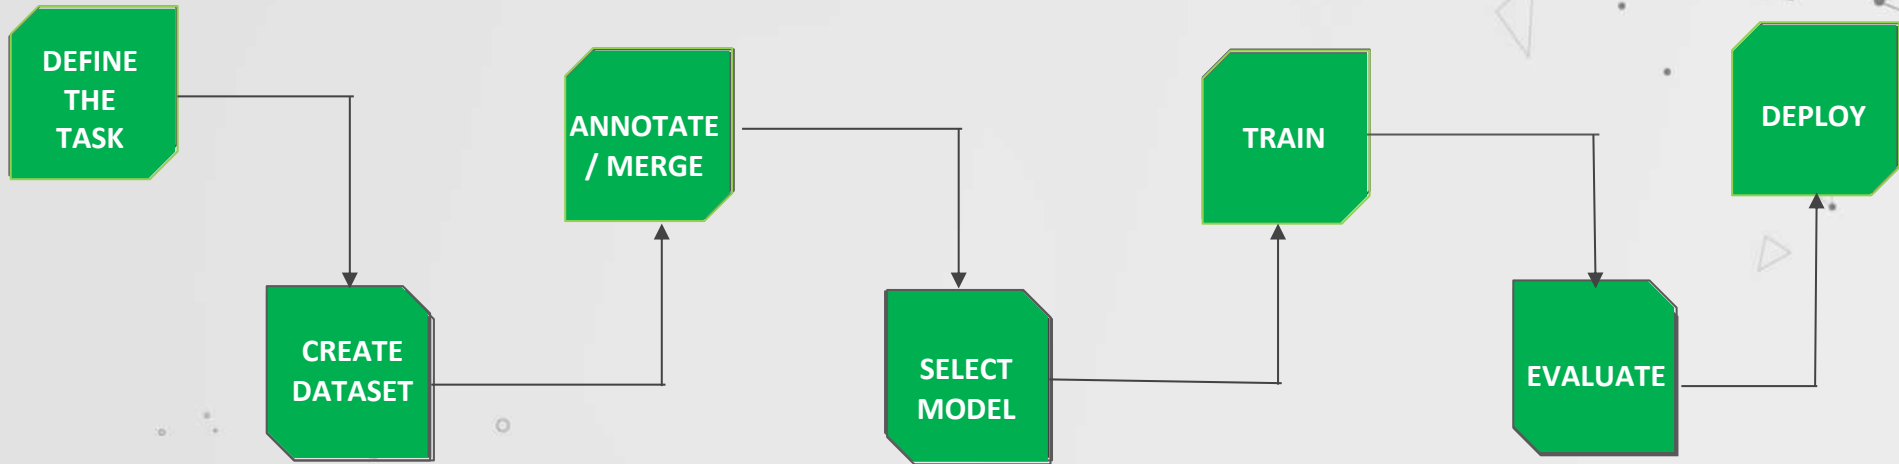 DEFINE
THE
TASK
CREATE
DATASET
ANNOTATE
/ MERGE
SELECT
MODEL
TRAIN
EVALUATE
DEPLOY